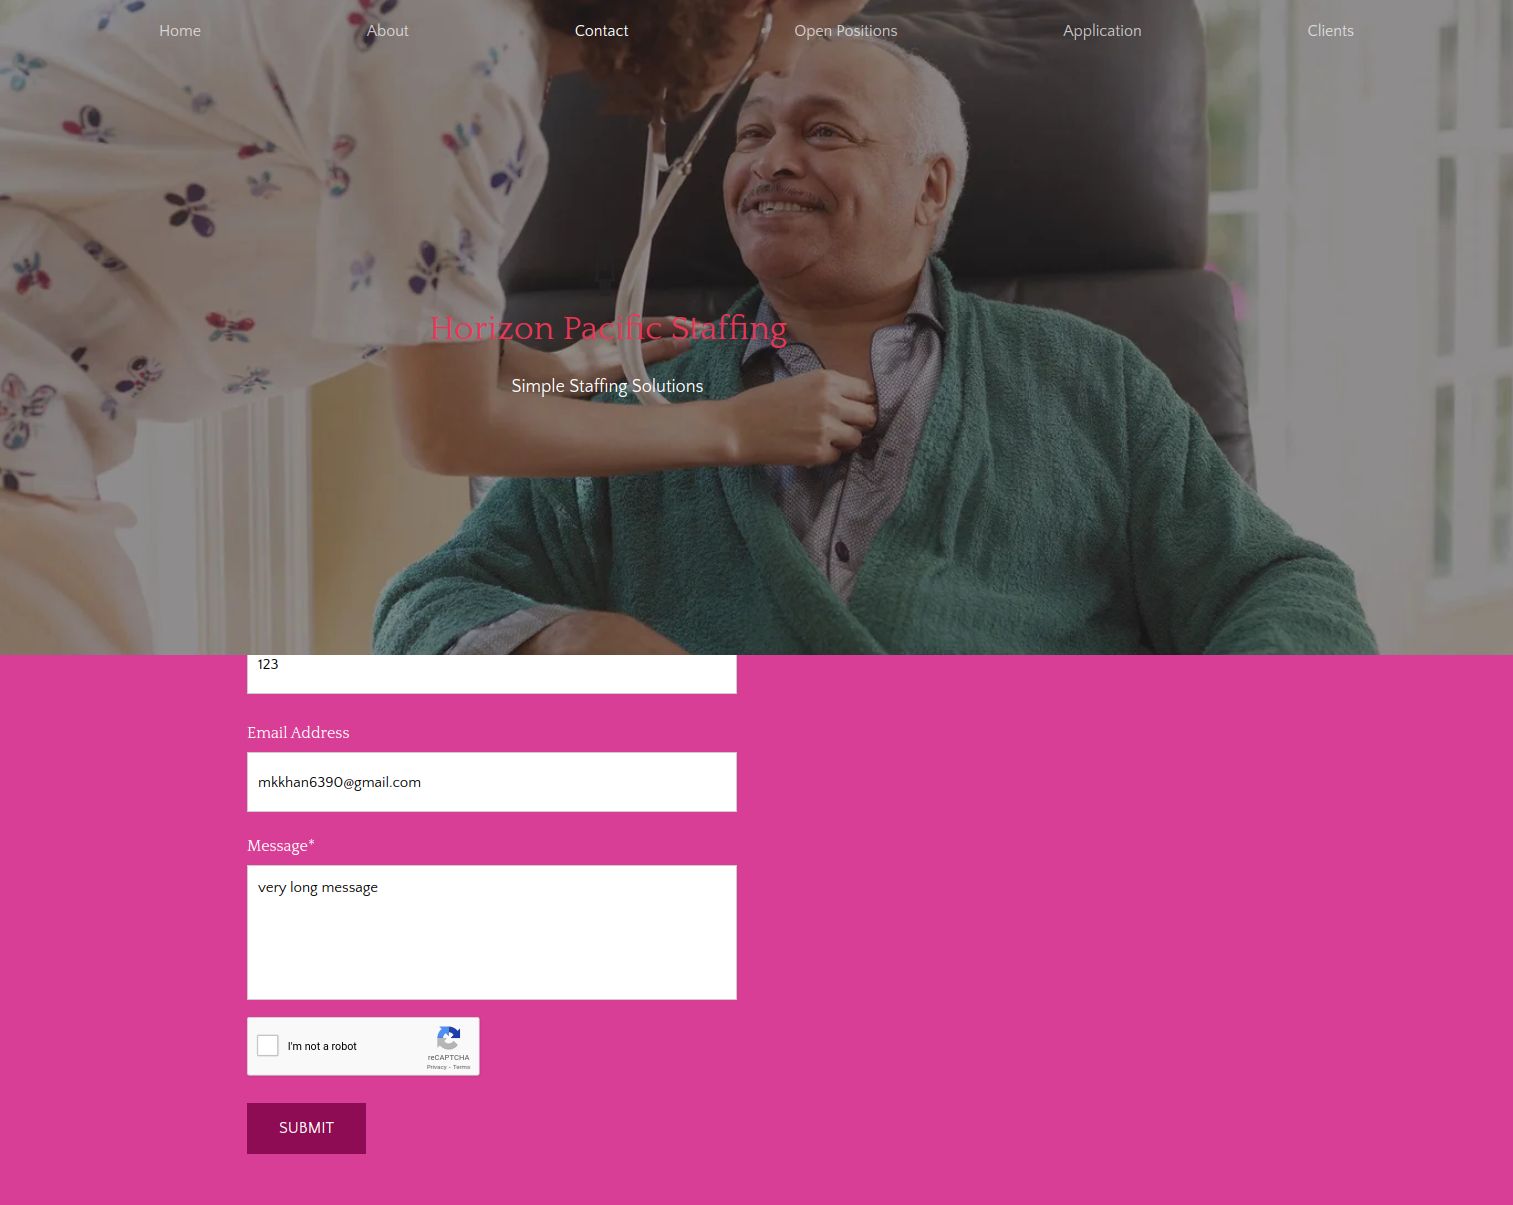 Home
About
Contact
Open Positions
Application
Clients
Horizon Pacific Staffing
Simple Staffing Solutions
123
Email Address
mkkhan6390@gmail.com
Message*
very long message
I'm not a robot
reCAPTCHA
Privacy - Terms
SUBMIT